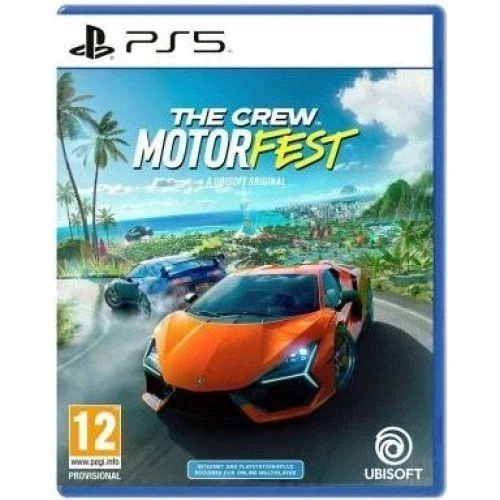 PS5
THE CREW
MOTORFEST
A UBISOFT ORIGINAL
12
www.pegi.info
PROVISIONAL
INTERNET AND PLAYSTATION®PLUS
REQUIRED FOR ONLINE MULTIPLAYER
UBISOFT